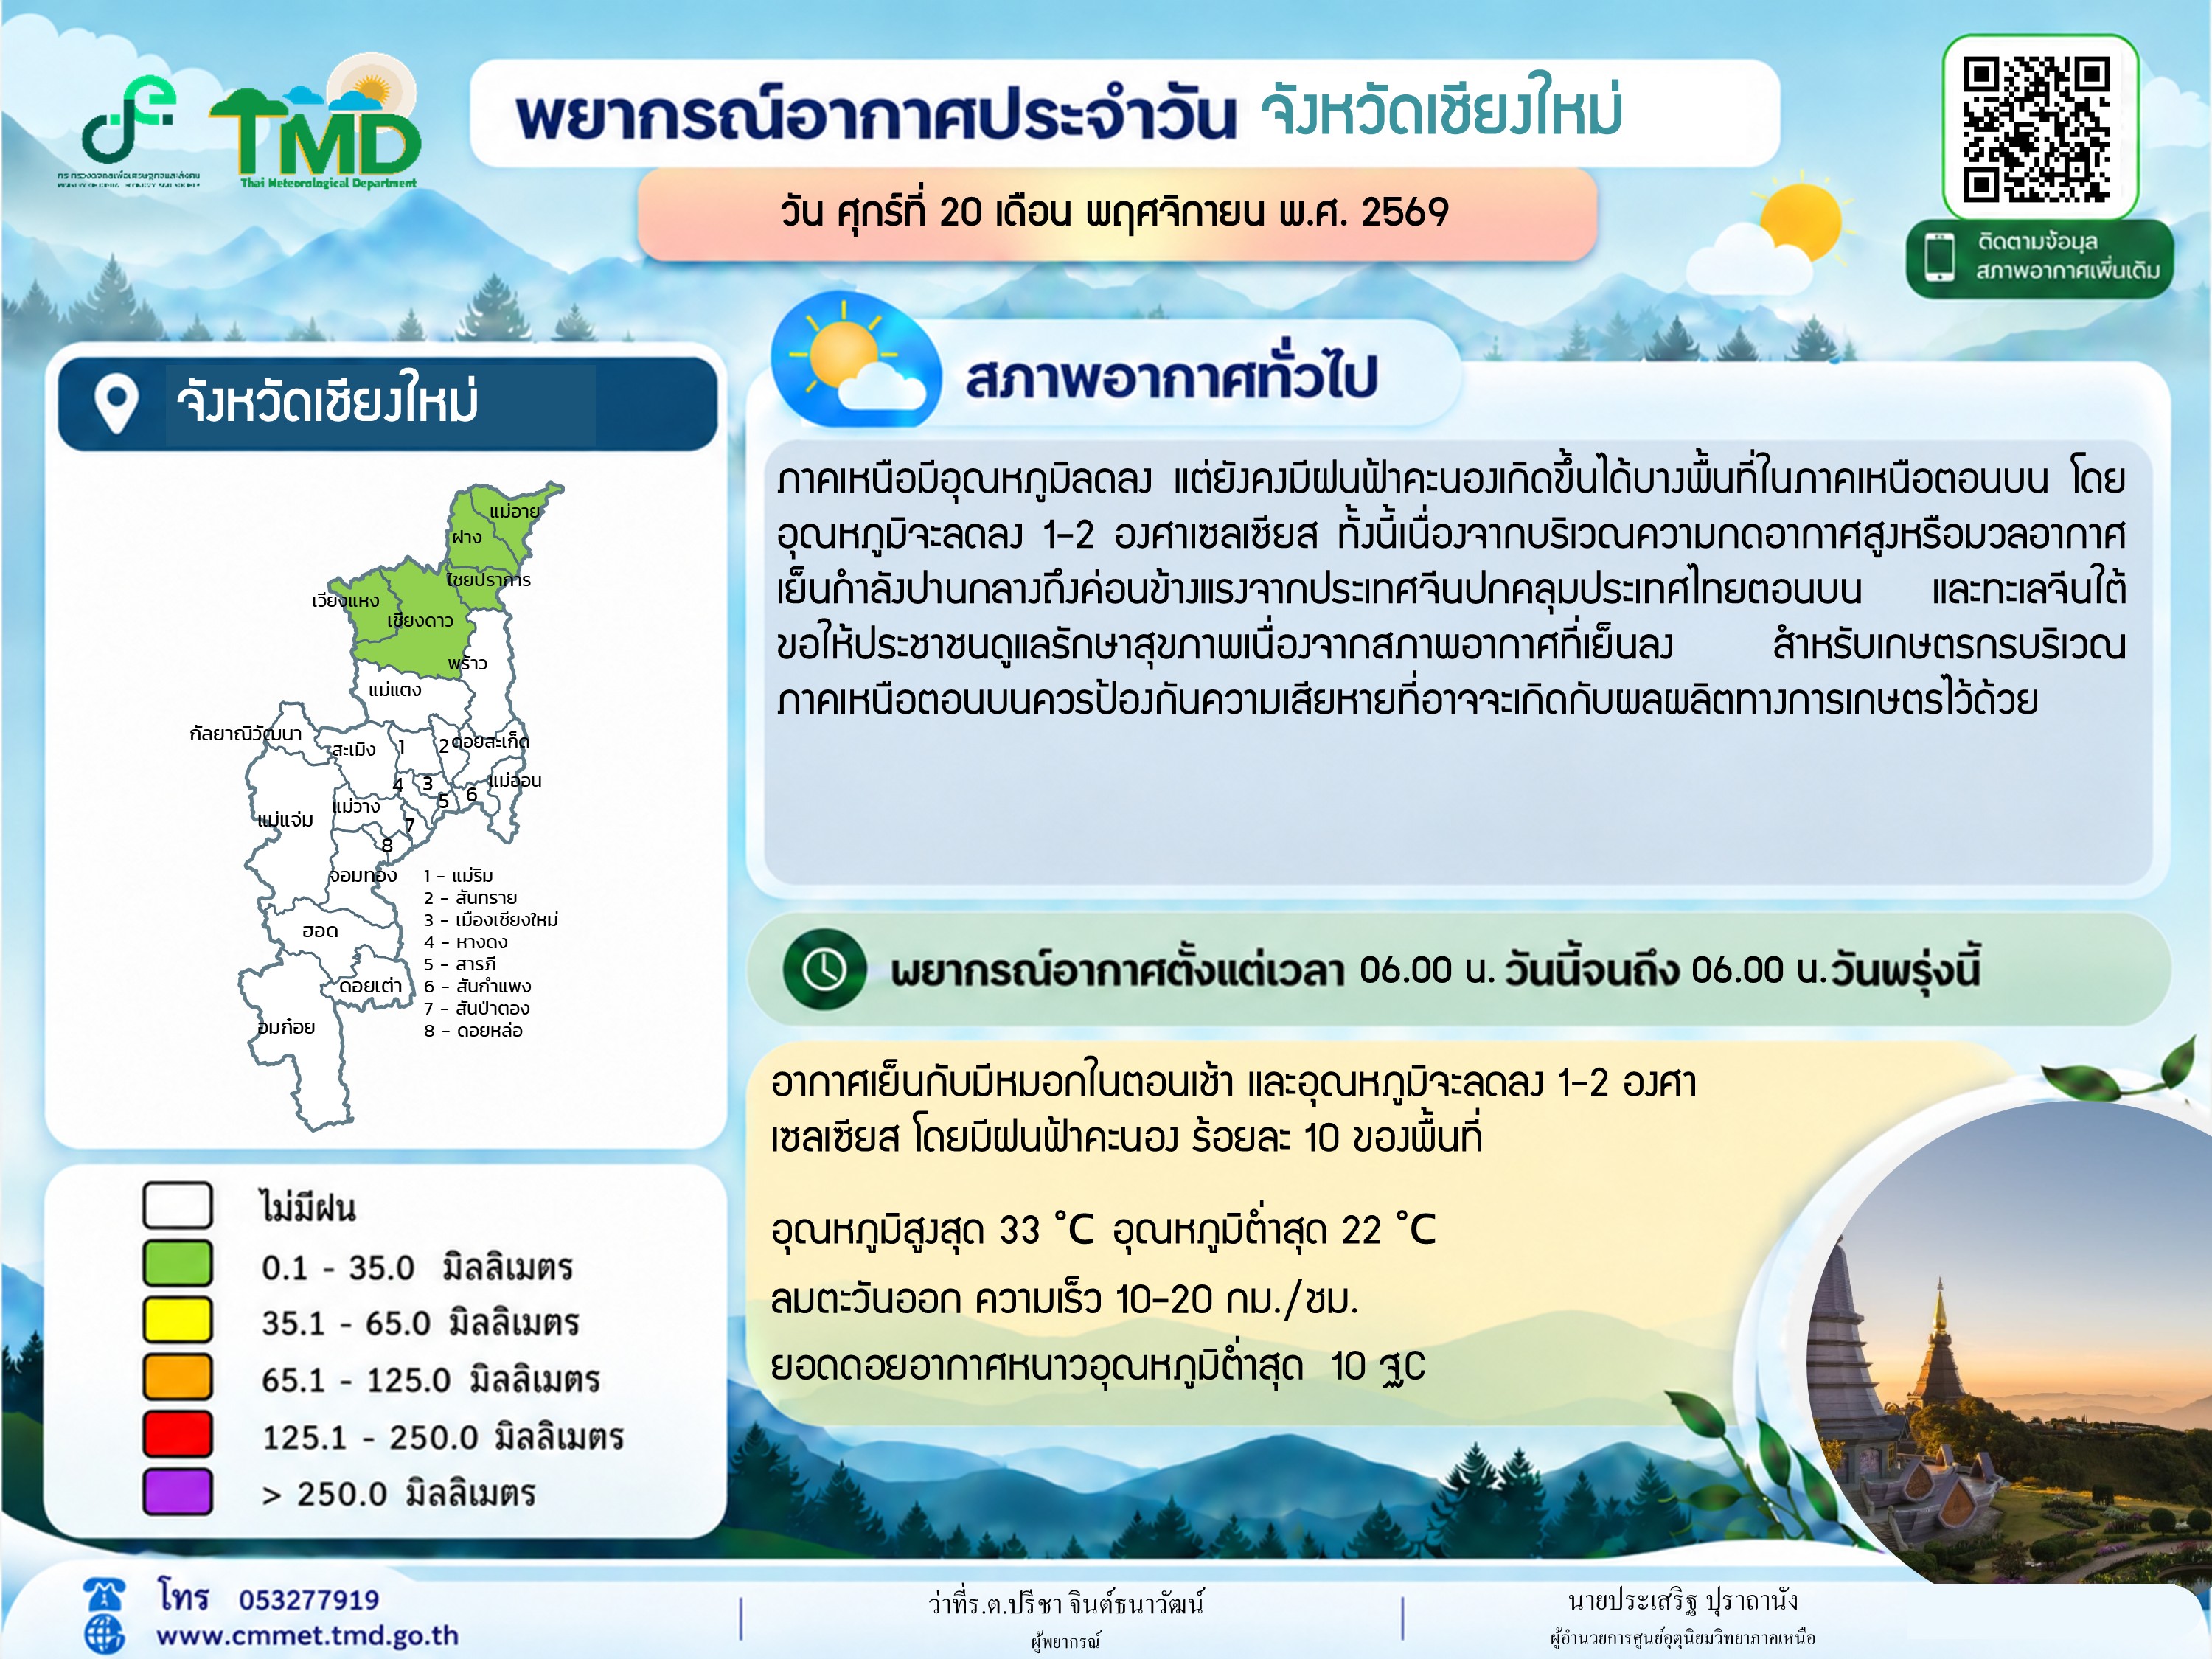 TMD
Thai Meteorological Department
พยากรณ์อากาศประจำวัน จังหวัดเชียงใหม่
วัน ศุกร์ที่ 20 เดือน พฤศจิกายน พ.ศ. 2569
ติดตามข้อมูล
สภาพอากาศเพิ่มเติม
จังหวัดเชียงใหม่
แม่อาย
ฝาง
ไชยปราการ
เวียงแหง
เชียงดาว
พร้าว
แม่แตง
กัลยาณิวัฒนา
สะเมิง
1
2
ดอยสะเก็ด
4
3
แม่ออน
5
6
แม่วาง
แม่แจ่ม
7
8
จอมทอง
ฮอด
ดอยเต่า
อมก๋อย
1 - แม่ริม
2 - สันทราย
3 - เมืองเชียงใหม่
4 - หางดง
5 - สารภี
6 - สันกำแพง
7 - สันป่าตอง
8 - ดอยหล่อ
ไม่มีฝน
0.1 - 35.0 มิลลิเมตร
35.1 - 65.0 มิลลิเมตร
65.1 - 125.0 มิลลิเมตร
125.1 - 250.0 มิลลิเมตร
> 250.0 มิลลิเมตร
สภาพอากาศทั่วไป
ภาคเหนือมีอุณหภูมิลดลง แต่ยังคงมีฝนฟ้าคะนองเกิดขึ้นได้บางพื้นที่ในภาคเหนือตอนบน โดย
อุณหภูมิจะลดลง 1-2 องศาเซลเซียส ทั้งนี้เนื่องจากบริเวณความกดอากาศสูงหรือมวลอากาศ
เย็นกำลังปานกลางถึงค่อนข้างแรงจากประเทศจีนปกคลุมประเทศไทยตอนบน และทะเลจีนใต้
ขอให้ประชาชนดูแลรักษาสุขภาพเนื่องจากสภาพอากาศที่เย็นลง สำหรับเกษตรกรบริเวณ
ภาคเหนือตอนบนควรป้องกันความเสียหายที่อาจจะเกิดกับผลผลิตทางการเกษตรไว้ด้วย
พยากรณ์อากาศตั้งแต่เวลา 06.00 น. วันนี้จนถึง 06.00 น. วันพรุ่งนี้
อากาศเย็นกับมีหมอกในตอนเช้า และอุณหภูมิจะลดลง 1-2 องศา
เซลเซียส โดยมีฝนฟ้าคะนอง ร้อยละ 10 ของพื้นที่
อุณหภูมิสูงสุด 33 °C อุณหภูมิต่ำสุด 22 °C
ลมตะวันออก ความเร็ว 10-20 กม./ชม.
ยอดดอยอากาศหนาวอุณหภูมิต่ำสุด 10 ฐC
โทร 053277919
www.cmmet.tmd.go.th
ว่าที่ร.ต.ปรีชา จินต์ธนาวัฒน์
ผู้พยากรณ์
นายประเสริฐ ปุราถานัง
ผู้อำนวยการศูนย์อุตุนิยมวิทยาภาคเหนือ